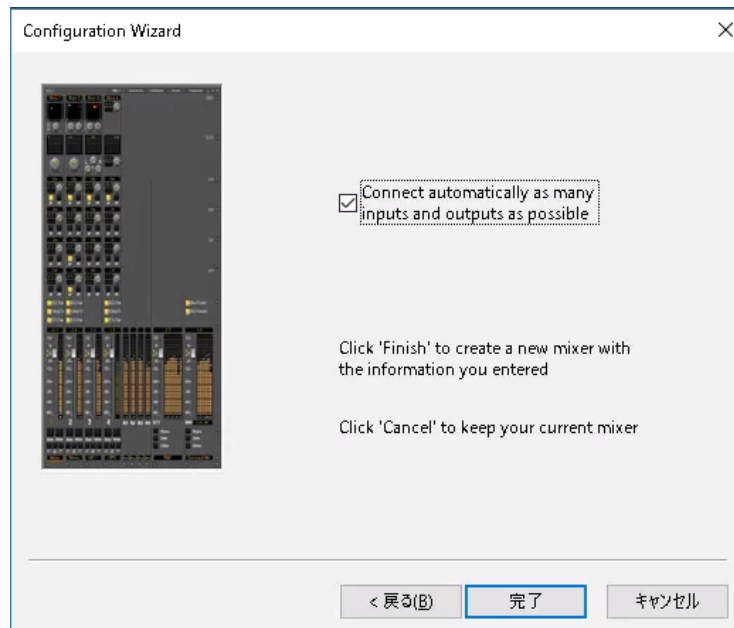 Configuration Wizard
Connect automatically as many
inputs and outputs as possible
Click 'Finish' to create a new mixer with
the information you entered
Click 'Cancel' to keep your current mixer
< 戻る(B)
完了
キャンセル